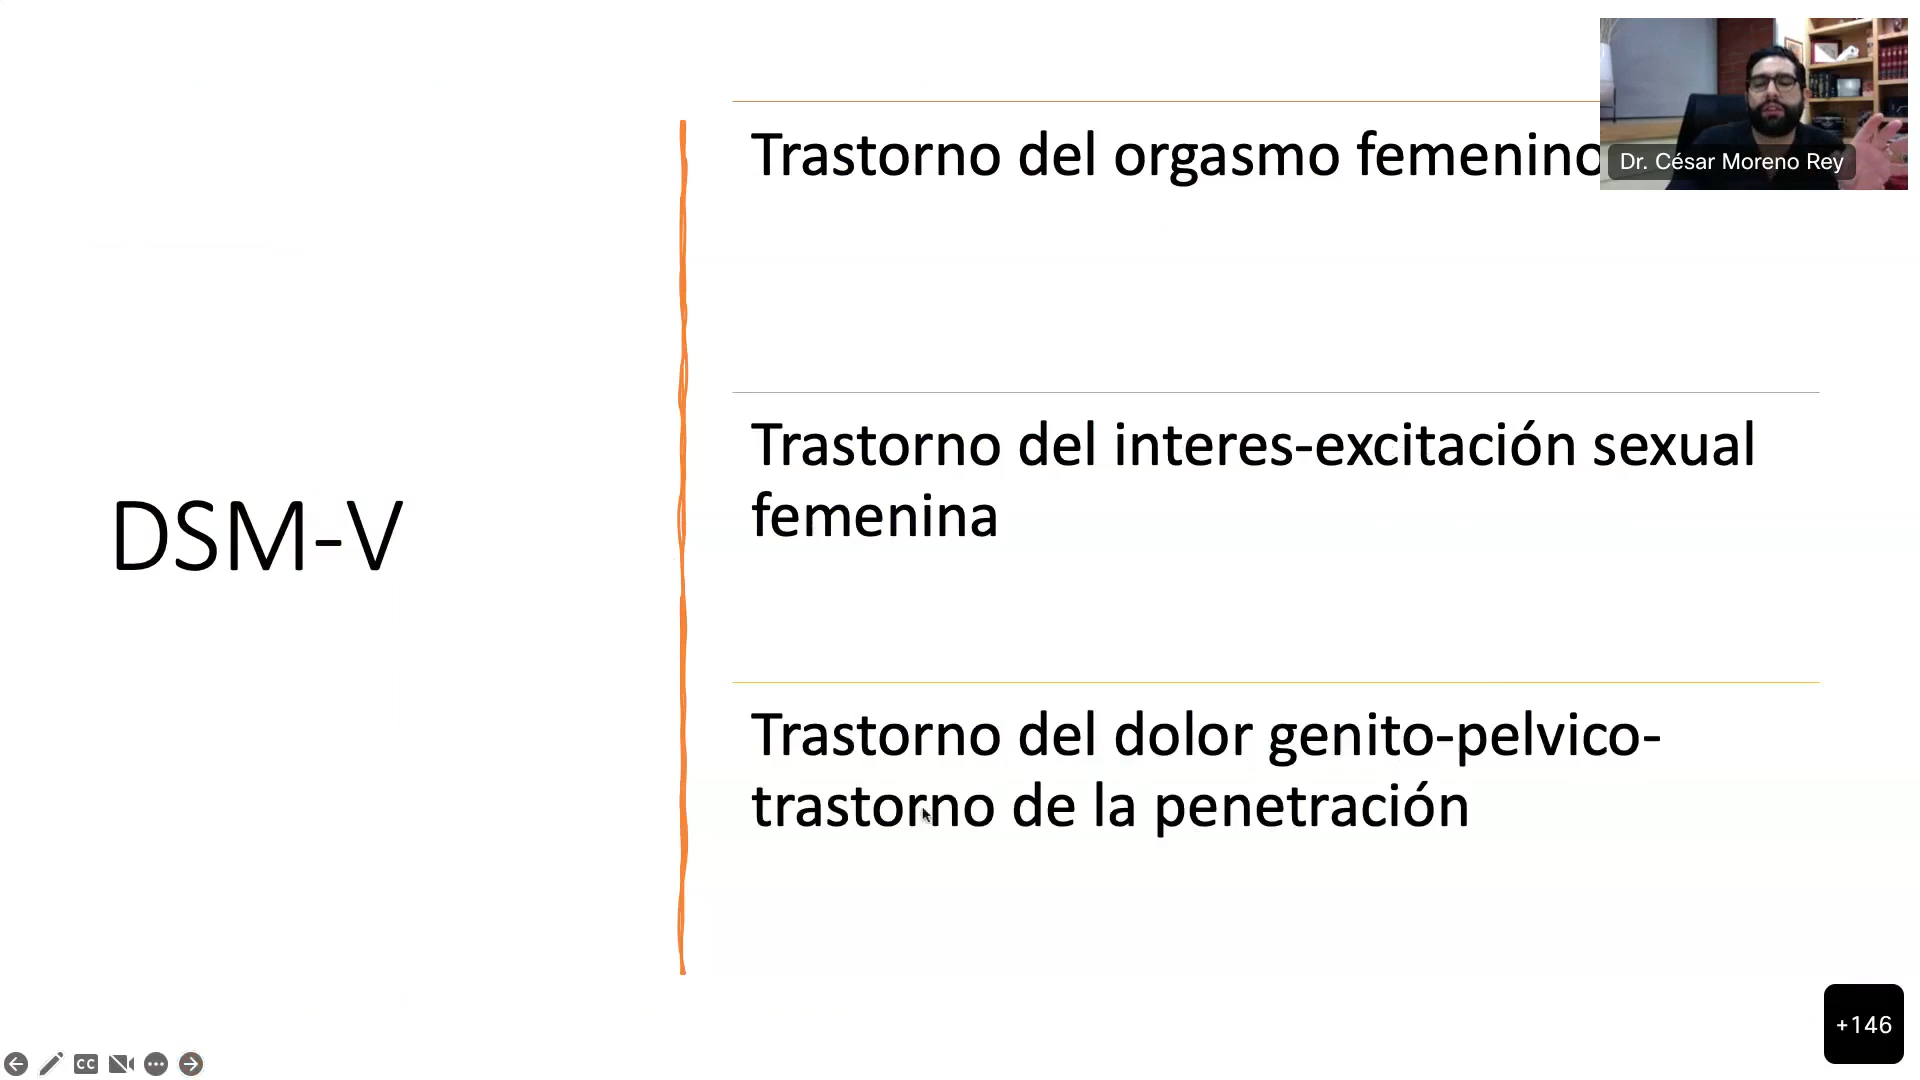 Trastorno del orgasmo femenino
Dr. César Moreno Rey
Trastorno del interes-excitación sexual
femenina
DSM-V
Trastorno del dolor genito-pelvico-
trastorno de la penetración
+146
CC